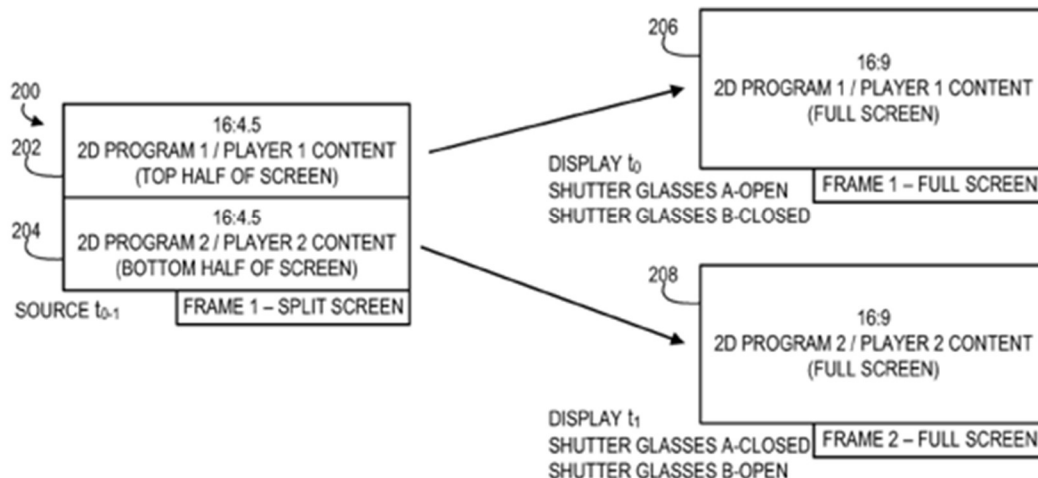 200
202
16:4.5
2D PROGRAM 1 / PLAYER 1 CONTENT
(TOP HALF OF SCREEN)
204
16:4.5
2D PROGRAM 2 / PLAYER 2 CONTENT
(BOTTOM HALF OF SCREEN)
SOURCE t0-1
FRAME 1 – SPLIT SCREEN
206
16:9
2D PROGRAM 1 / PLAYER 1 CONTENT
(FULL SCREEN)
FRAME 1 – FULL SCREEN
DISPLAY t0
SHUTTER GLASSES A-OPEN
SHUTTER GLASSES B-CLOSED
208
16:9
2D PROGRAM 2 / PLAYER 2 CONTENT
(FULL SCREEN)
FRAME 2 – FULL SCREEN
DISPLAY t1
SHUTTER GLASSES A-CLOSED
SHUTTER GLASSES B-OPEN